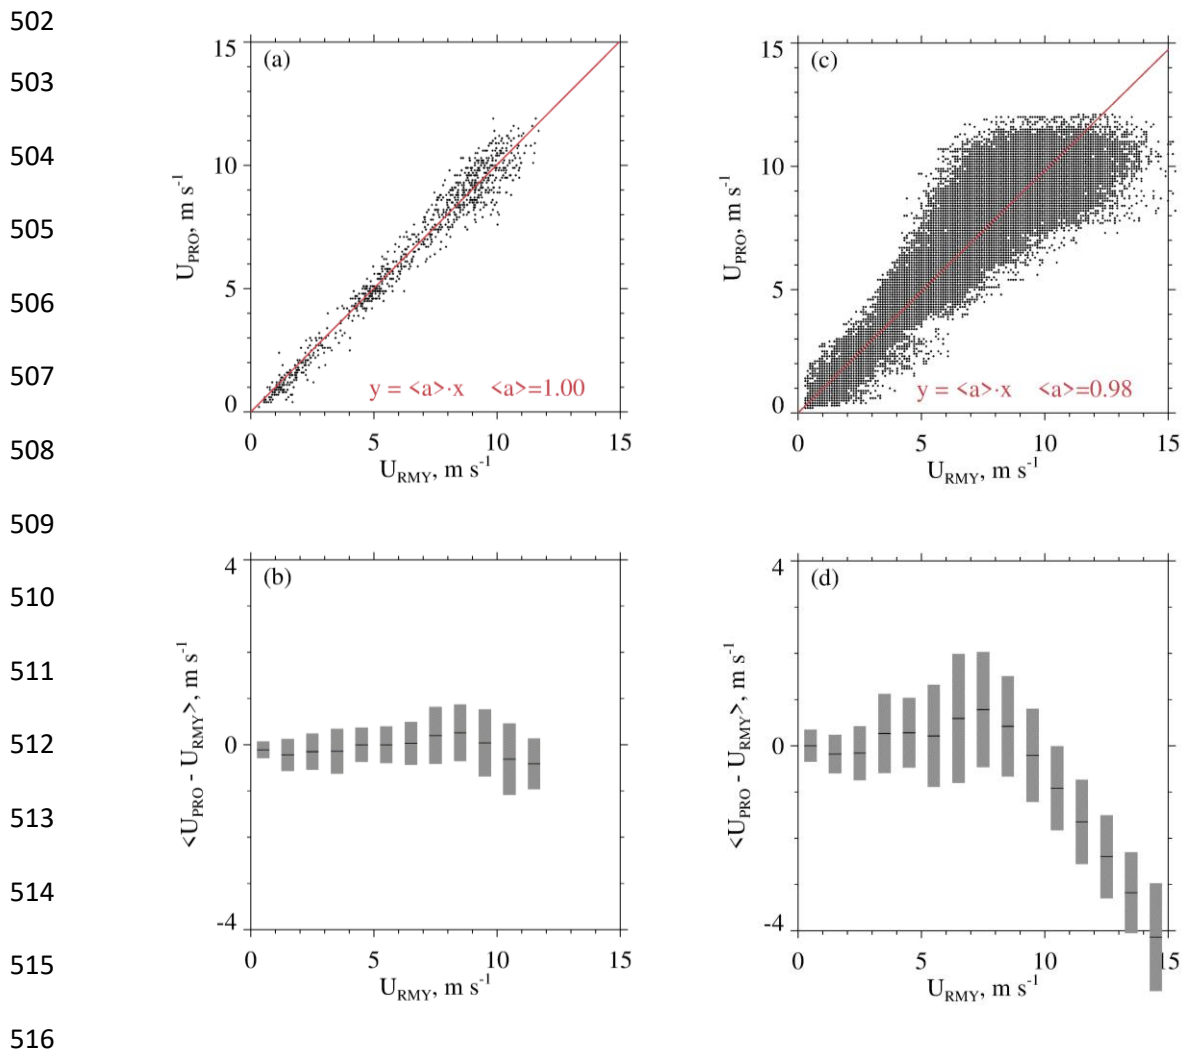 502
503
504
505
506
507
508
509
510
511
512
513
514
515
516
(a)
15
10
5
0
U_PRO, m s⁻¹
y = <a>·x <a>=1.00
0 5 10 15
U_RMY, m s⁻¹
(c)
15
10
5
0
U_PRO, m s⁻¹
y = <a>·x <a>=0.98
0 5 10 15
U_RMY, m s⁻¹
(b)
4
0
-4
<U_PRO - U_RMY>, m s⁻¹
0 5 10 15
U_RMY, m s⁻¹
(d)
4
0
-4
<U_PRO - U_RMY>, m s⁻¹
0 5 10 15
U_RMY, m s⁻¹